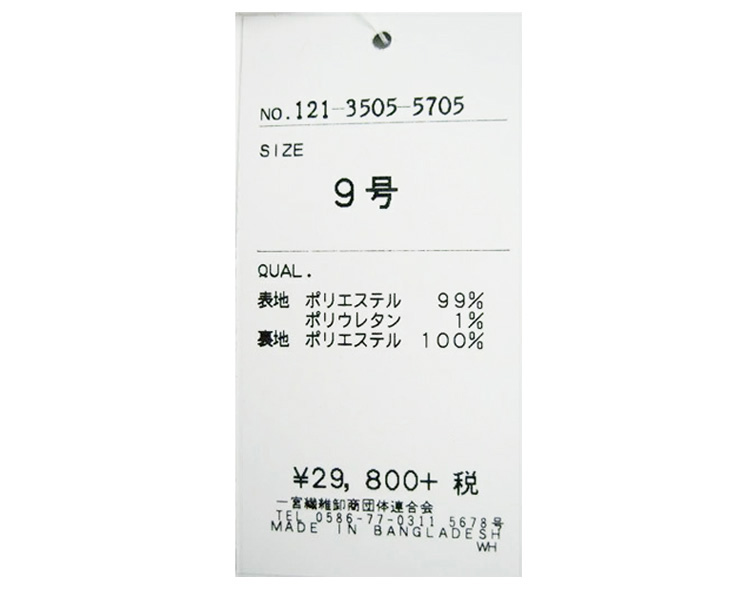 NO.121-3505-5705
SIZE
9号
QUAL.
表地 ポリエステル 99%
ポリウレタン 1%
裏地 ポリエステル 100%
¥29,800+ 税
一宮繊維卸商団体連合会
TEL 0586-77-0311 5678号
MADE IN BANGLADESH
WH